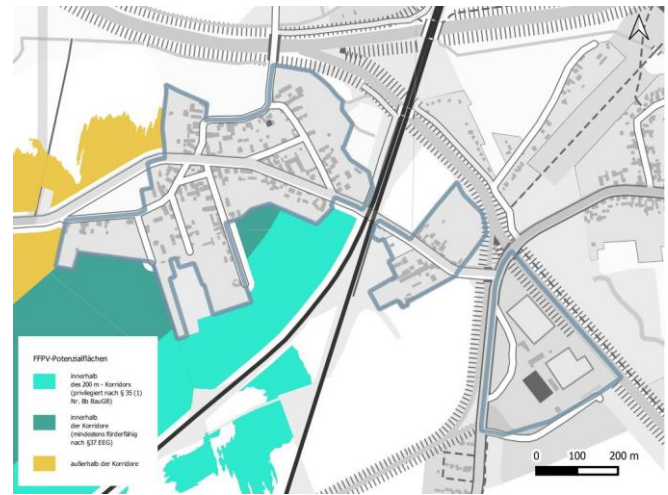 FFPV-Potenzialflächen
innerhalb
des 200 m - Korridors
(privilegiert nach § 35 (1)
Nr. 8b BauGB)
innerhalb
der Korridore
(mindestens förderfähig
nach §37 EEG)
außerhalb der Korridore
0 100 200 m